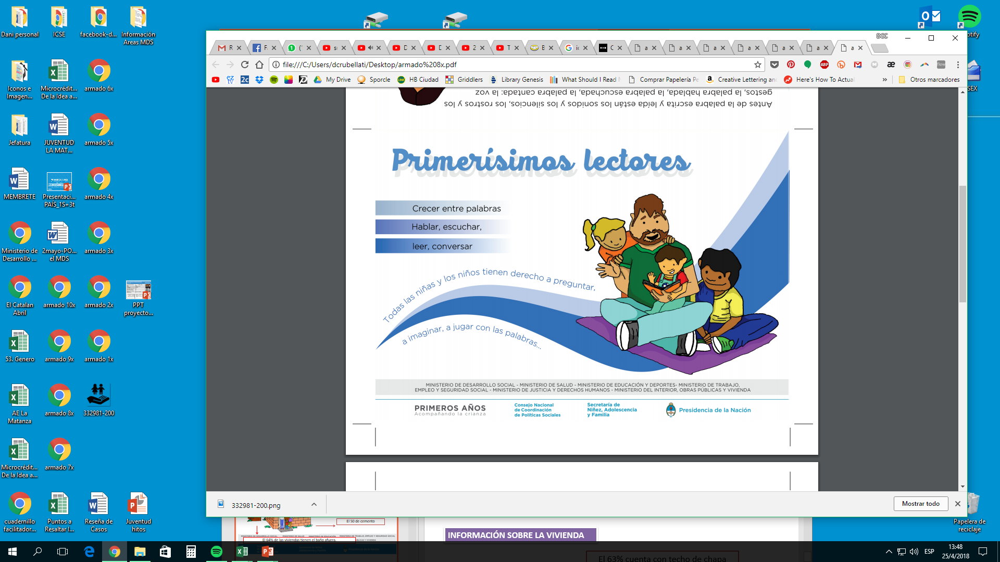 Dani personal
ICSE
facebook-d...
Información
Areas MDS
Iconos e
Imagen...
Microcrédit...
De la Idea a...
armado 6x
Jefatura
JUVENTUD
LA MAT...
armado 5x
MEMBRETE
Presentaci...
PAÍS_1S+3t
armado 4x
Ministerio de
Desarrollo ...
2mayo-PO...
el MDS
armado 3x
El Catalan
Abril
armado 10x
armado 2x
PPT
proyecto...
53. Genero
armado 9x
armado 1x
AE La
Matanza
armado 8x
332981-200
Microcrédit...
De la Idea a...
armado 7x
cuadernillo
facilitador...
Puntos a
Resaltar l...
Reseña de
Casos
Juventud
hitos
otify
SEX
Papelera de
reciclaje
DCC
file:///C:/Users/dcrubellati/Desktop/armado%208x.pdf
My Drive
Sporcle
HB Ciudad
Griddlers
Library Genesis
What Should I Read
Comprar Papelería Pe
Creative Lettering and
Here's How To Actual
»
Otros marcadores
gestos, la palabra hablada, la palabra escuchada, la palabra cantada: la voz
Antes de la palabra escrita y leída están los sonidos y los silencios, los rostros y los
Primerísimos lectores
Crecer entre palabras
Hablar, escuchar,
leer, conversar
Todas las niñas y los niños tienen derecho a preguntar,
a imaginar, a jugar con las palabras...
MINISTERIO DE DESARROLLO SOCIAL - MINISTERIO DE SALUD - MINISTERIO DE EDUCACIÓN Y DEPORTES- MINISTERIO DE TRABAJO,
EMPLEO Y SEGURIDAD SOCIAL - MINISTERIO DE JUSTICIA Y DERECHOS HUMANOS - MINISTERIO DEL INTERIOR, OBRAS PÚBLICAS Y VIVIENDA
PRIMEROS AÑOS
Acompañando la crianza
Consejo Nacional
de Coordinación
de Políticas Sociales
Secretaría de
Niñez, Adolescencia
y Familia
Presidencia de la Nación
332981-200.png
Mostrar todo
El 50 de cemento
El 64% de las viviendas tienen el baño afuera.
INFORMACIÓN SOBRE LA VIVIENDA
El 63% cuenta con techo de chapa
ESP
13:48
25/4/2018